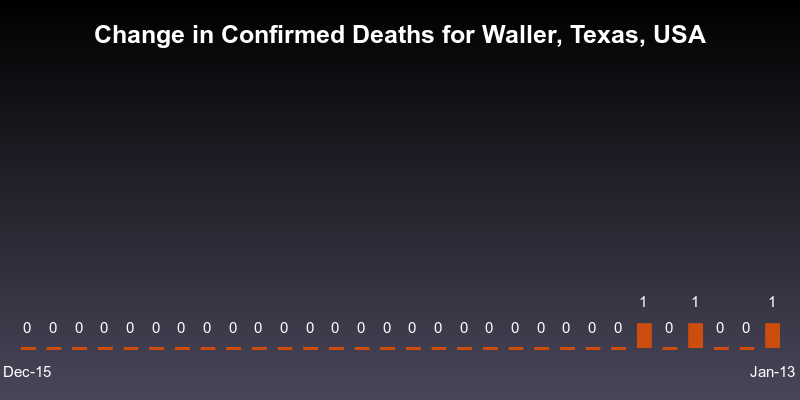 Change in Confirmed Deaths for Waller, Texas, USA
1 1 1
0 0 0 0 0 0 0 0 0 0 0 0 0 0 0 0 0 0 0 0 0 0 0 0 0 0 0
Dec-15 Jan-13